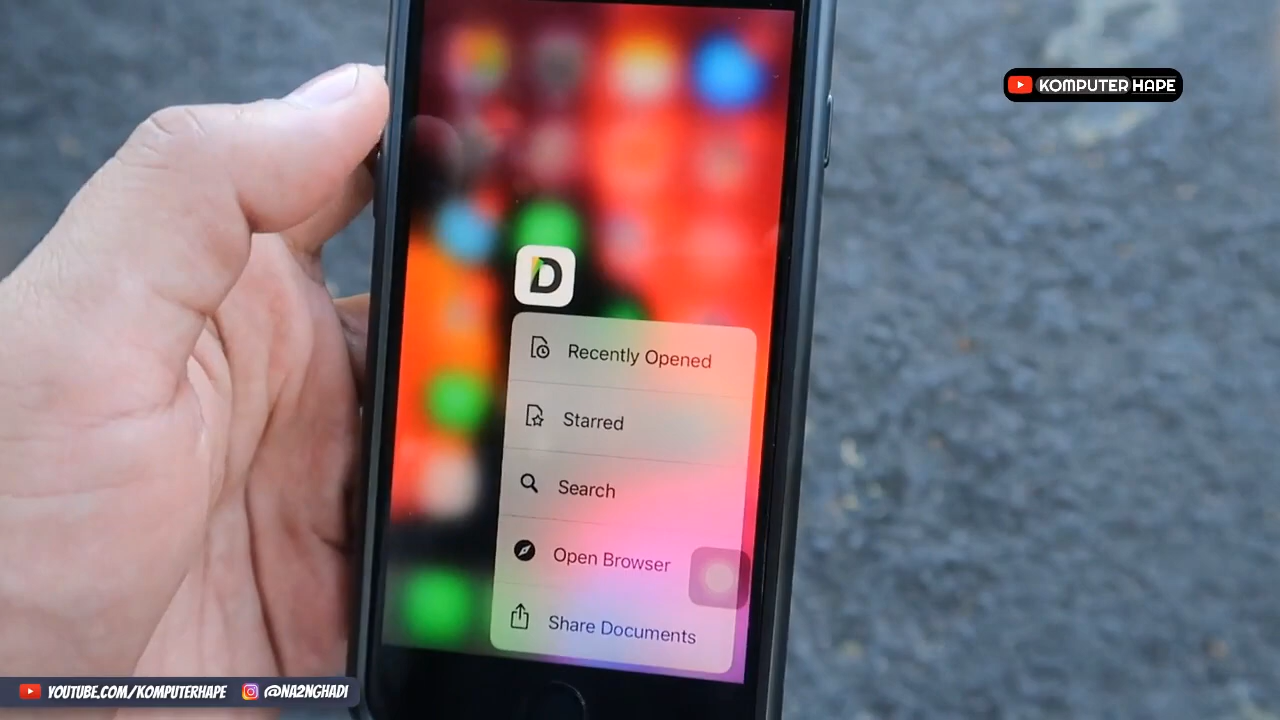 KOMPUTER HAPE
D
Recently Opened
Starred
Search
Open Browser
Share Documents
YOUTUBE.COM/KOMPUTERHAPE @NA2NGHADI